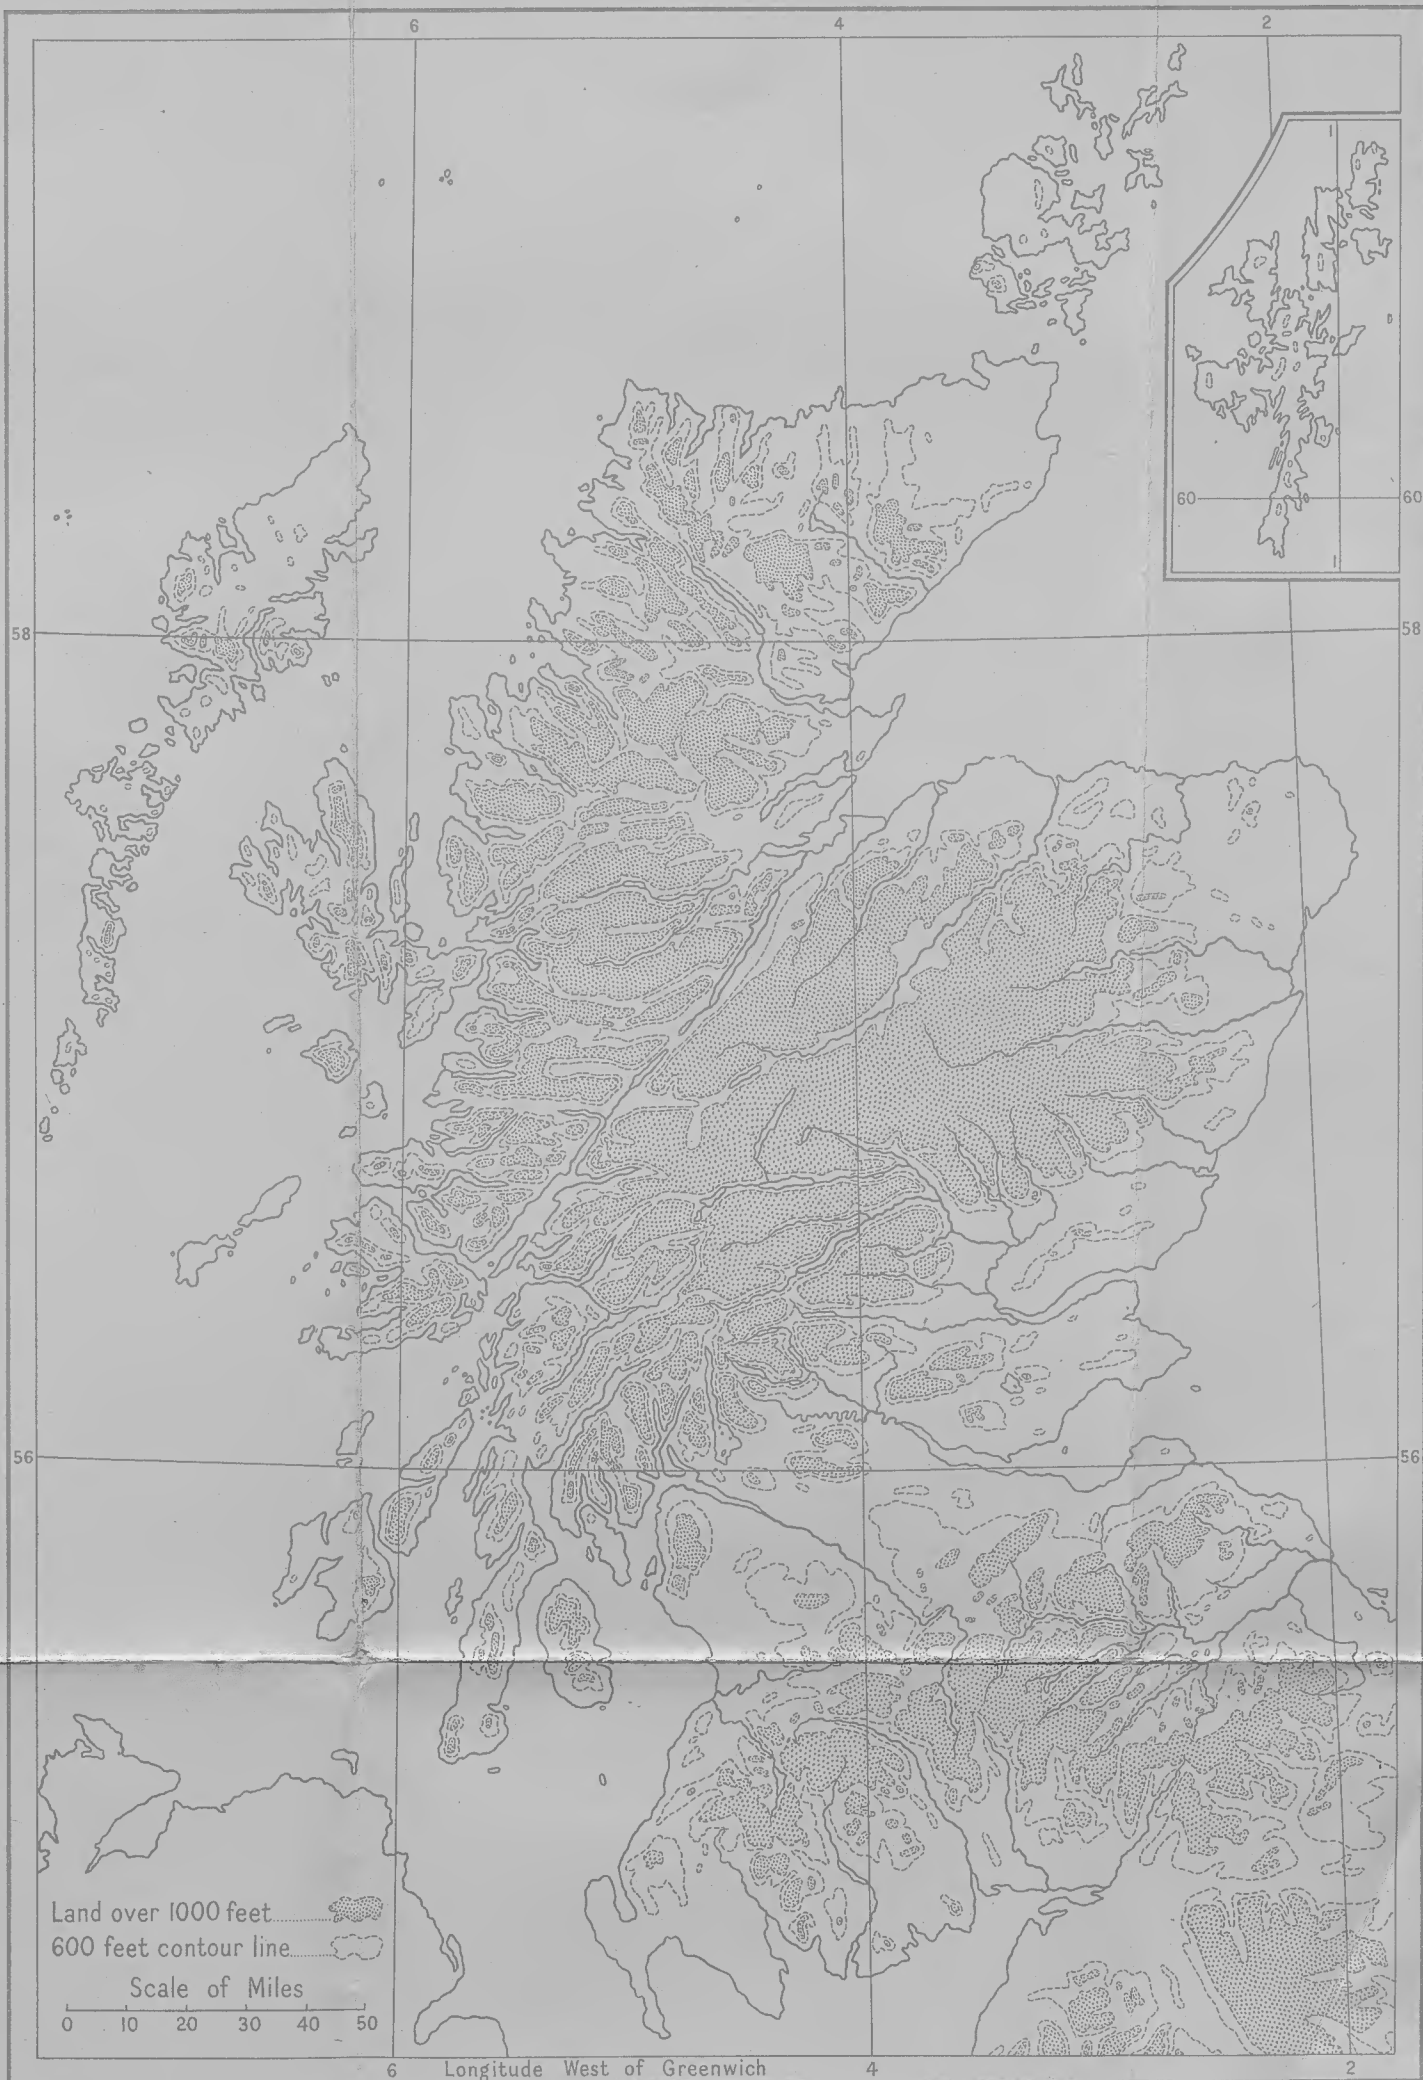 6 4 2
1
60 60
1
58 58
56 56
Land over 1000 feet
600 feet contour line
Scale of Miles
0 10 20 30 40 50
6 Longitude West of Greenwich 4 2